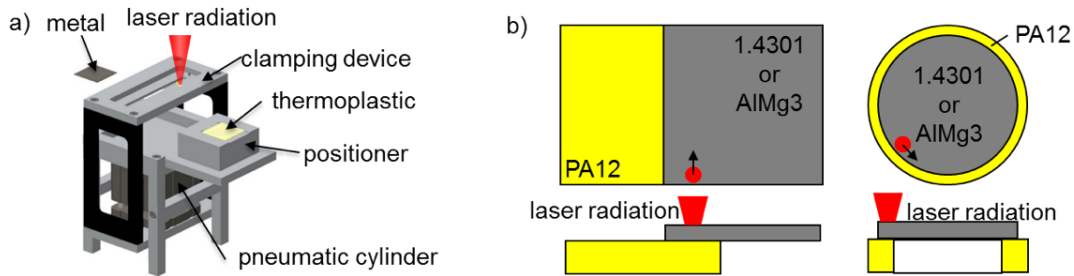 a)
metal
laser radiation
clamping device
thermoplastic
positioner
pneumatic cylinder
b)
1.4301
or
AlMg3
PA12
laser radiation
PA12
1.4301
or
AlMg3
laser radiation